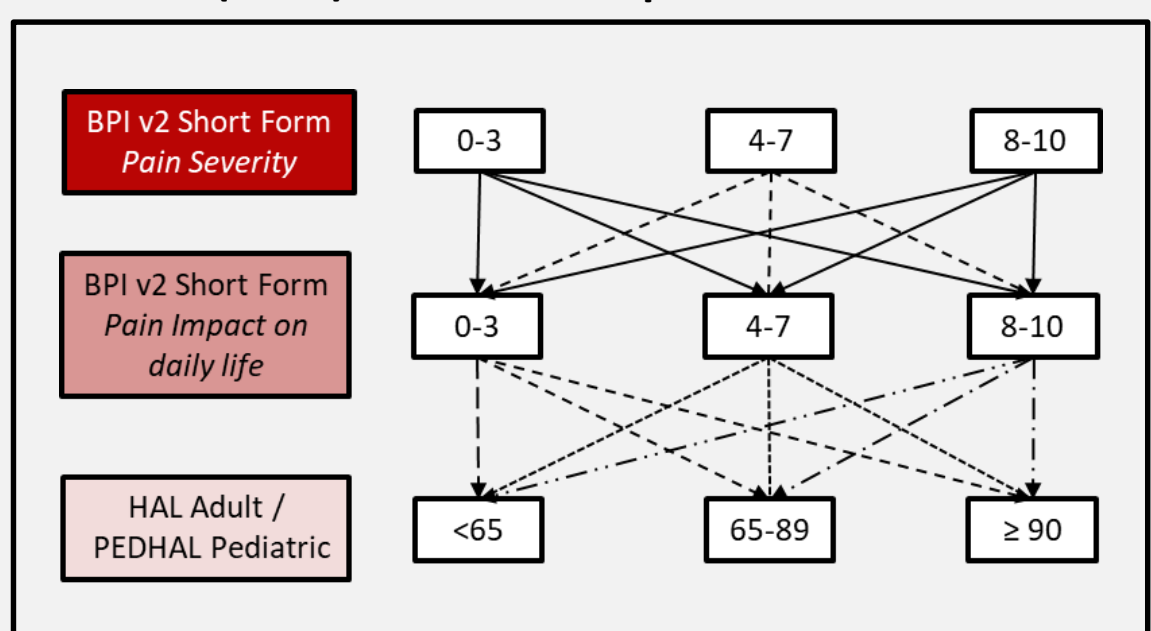 BPI v2 Short Form
Pain Severity
0-3
4-7
8-10
BPI v2 Short Form
Pain Impact on
daily life
0-3
4-7
8-10
HAL Adult /
PEDHAL Pediatric
<65
65-89
≥ 90